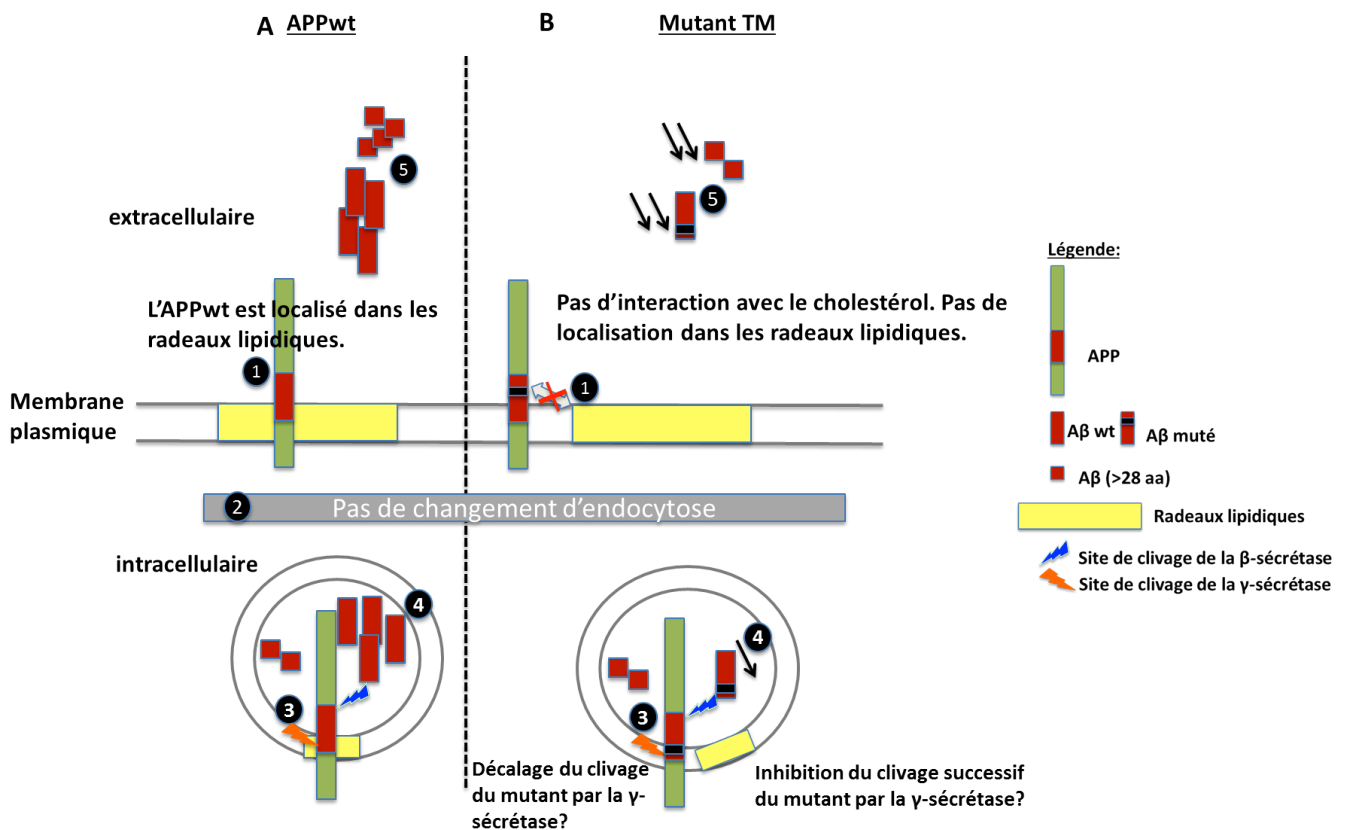 A APPwt
B Mutant TM
5
5
extracellulaire
L'APPwt est localisé dans les
radeaux lipidiques.
Pas d'interaction avec le cholestérol. Pas de
localisation dans les radeaux lipidiques.
1
1
Membrane
plasmique
2 Pas de changement d'endocytose
intracellulaire
4
3
4
3
Décalage du clivage
du mutant par la γ-
sécrétase?
Inhibition du clivage successif
du mutant par la γ-sécrétase?
Légende:
APP
Aβ wt
Aβ muté
Aβ (>28 aa)
Radeaux lipidiques
Site de clivage de la β-sécrétase
Site de clivage de la γ-sécrétase